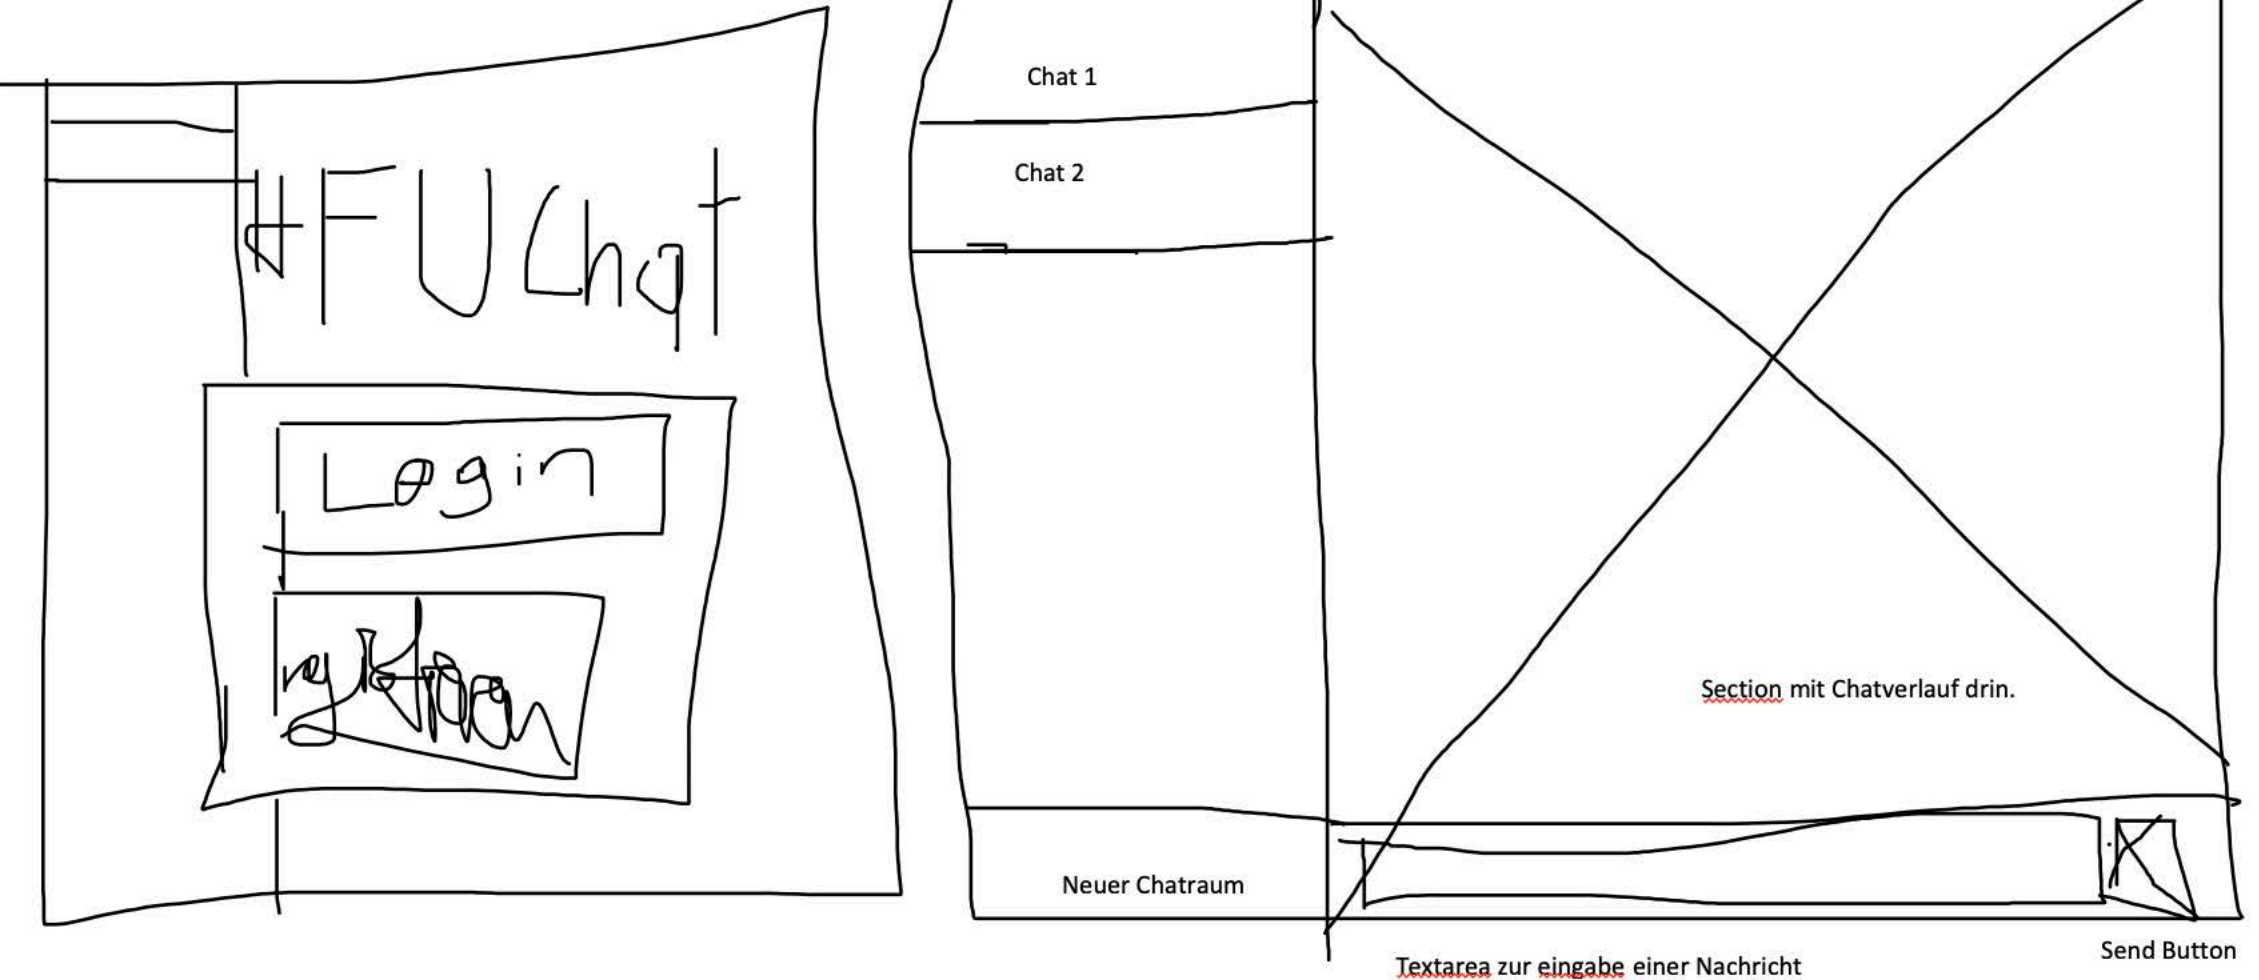 #FUChat
Login
Chat 1
Chat 2
Neuer Chatraum
Section mit Chatverlauf drin.
Textarea zur eingabe einer Nachricht
Send Button